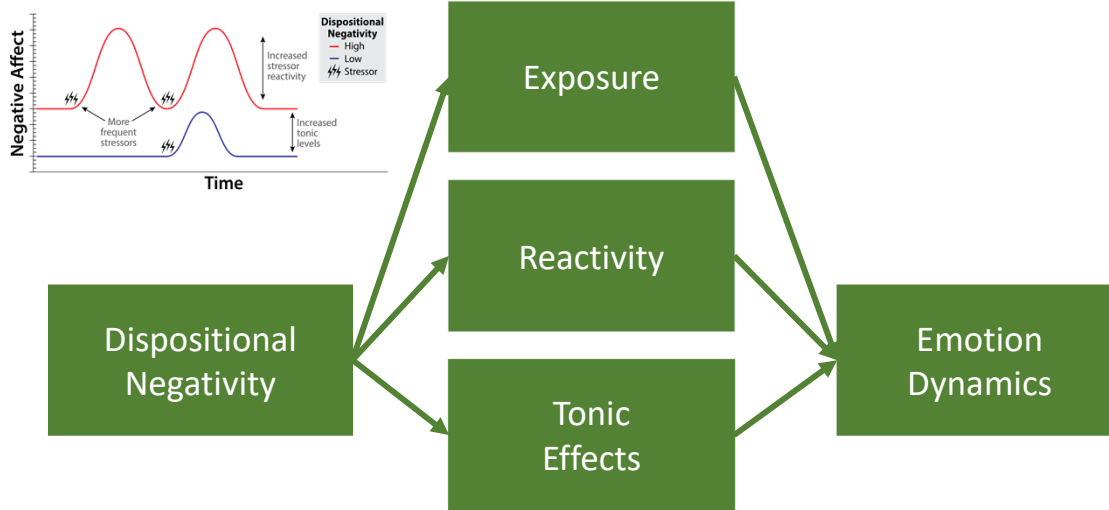 Negative Affect
Dispositional
Negativity
High
Low
Stressor
Increased
stressor
reactivity
More
frequent
stressors
Increased
tonic
levels
Time
Exposure
Reactivity
Dispositional
Negativity
Tonic
Effects
Emotion
Dynamics